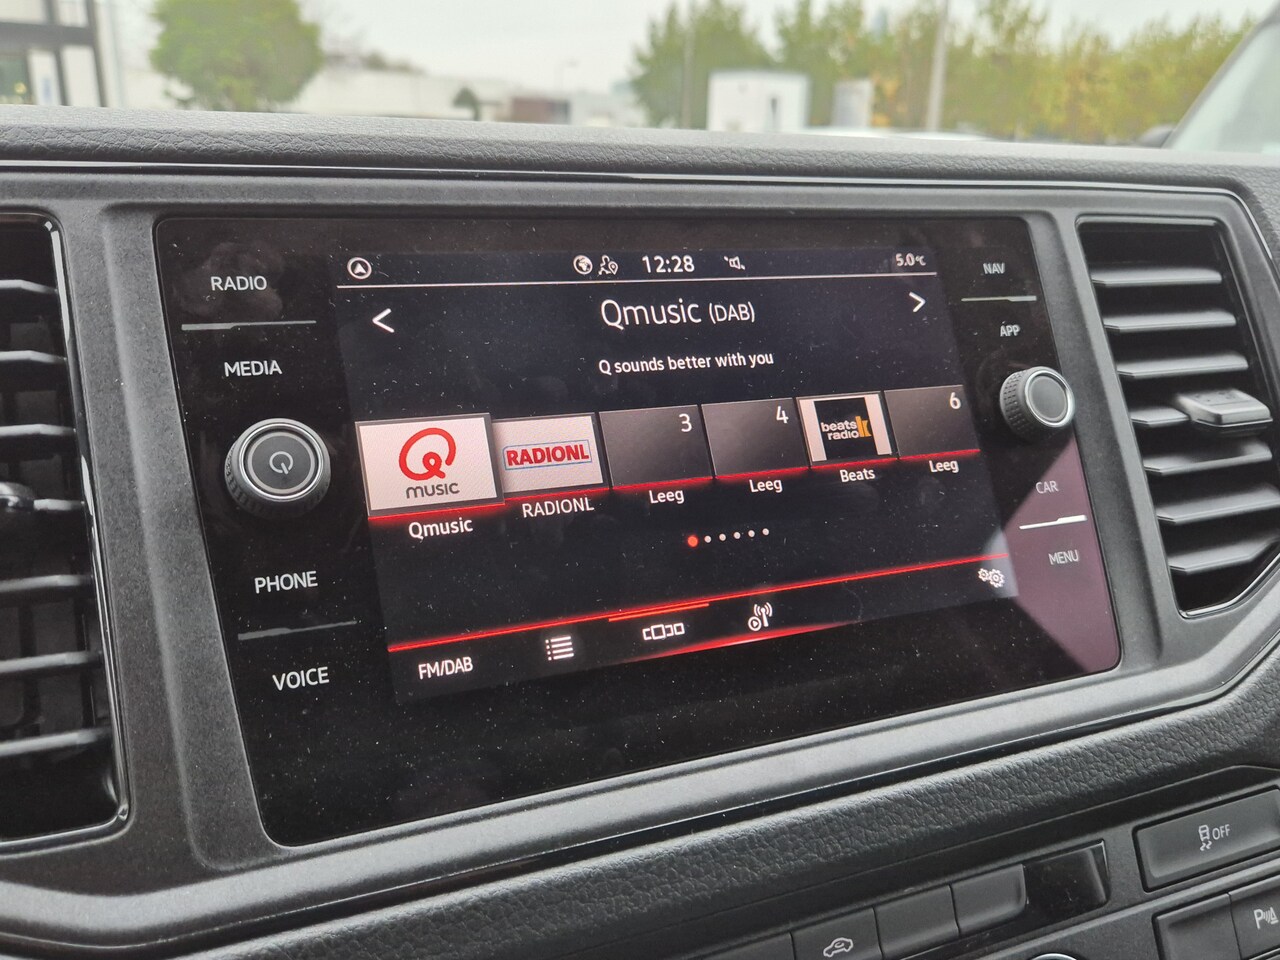 RADIO
MEDIA
PHONE
VOICE
12:28
5.0°C
Qmusic (DAB)
Q sounds better with you
MUSIC
RADIONL
3
4
beats
radio
6
Qmusic
RADIONL
Leeg
Leeg
Beats
Leeg
FM/DAB
NAV
APP
CAR
MENU
OFF
P